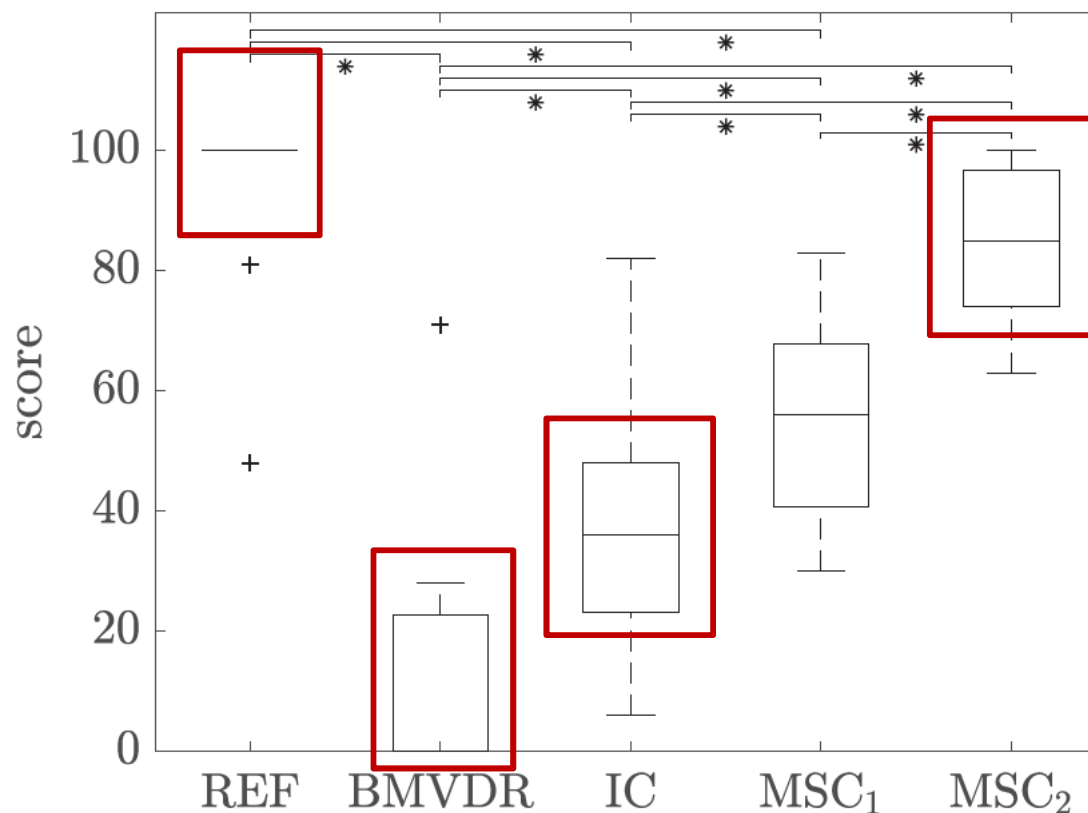 * * *
* * *
* * *
score
100
80
60
40
20
0
+ +
+
+
REF BMVDR IC MSC₁ MSC₂